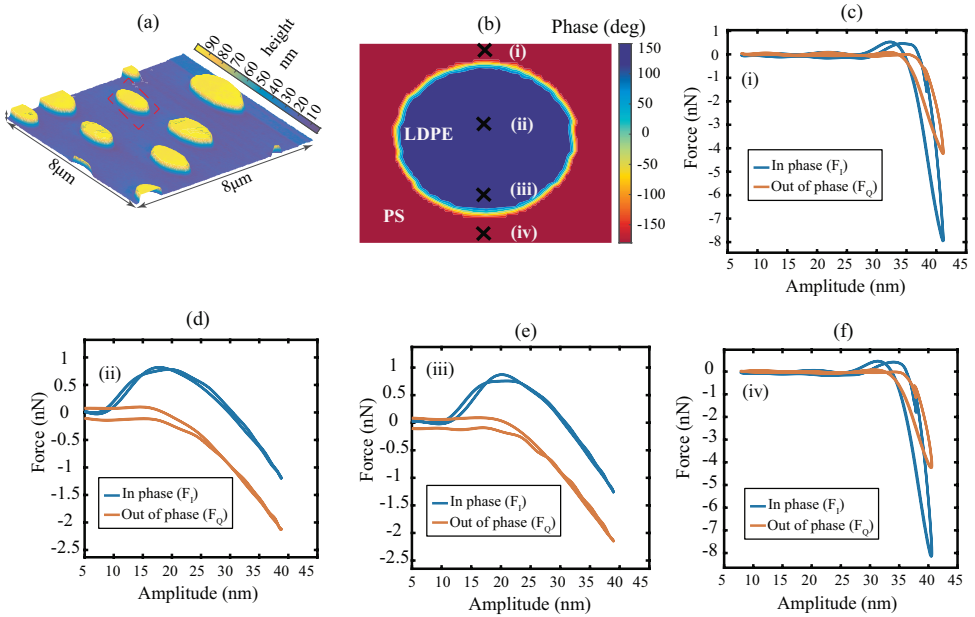 (a)
height
nm
90
80
70
60
50
40
30
20
10
8μm
8μm
(b)
Phase (deg)
(i)
LDPE
(ii)
(iii)
PS
(iv)
150
100
50
0
-50
-100
-150
(c)
(i)
Force (nN)
0
-1
-2
-3
-4
-5
-6
-7
-8
In phase (F_I)
Out of phase (F_Q)
5 10 15 20 25 30 35 40 45
Amplitude (nm)
(d)
(ii)
Force (nN)
1
0.5
0
-0.5
-1
-1.5
-2
-2.5
In phase (F_I)
Out of phase (F_Q)
5 10 15 20 25 30 35 40 45 50
Amplitude (nm)
(e)
(iii)
Force (nN)
1
0.5
0
-0.5
-1
-1.5
-2
-2.5
In phase (F_I)
Out of phase (F_Q)
5 10 15 20 25 30 35 40 45 50
Amplitude (nm)
(f)
(iv)
Force (nN)
0
-1
-2
-3
-4
-5
-6
-7
-8
In phase (F_I)
Out of phase (F_Q)
5 10 15 20 25 30 35 40 45
Amplitude (nm)